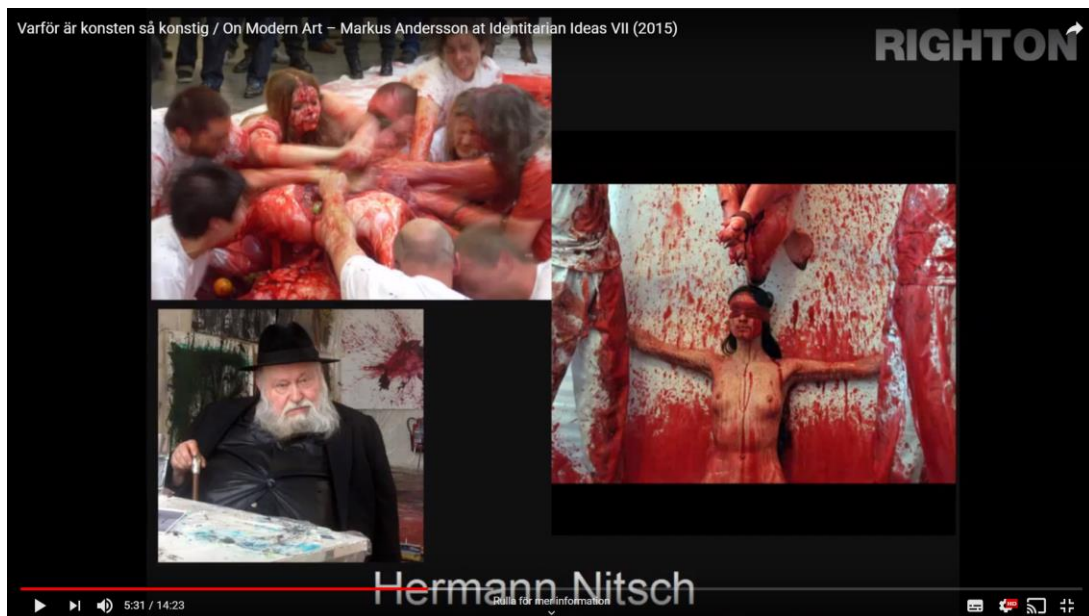 Varför är konsten så konstig / On Modern Art – Markus Andersson at Identitarian Ideas VII (2015)
RIGHTON
Hermann Nitsch
Rulla för mer information
5:31 / 14:23
HD